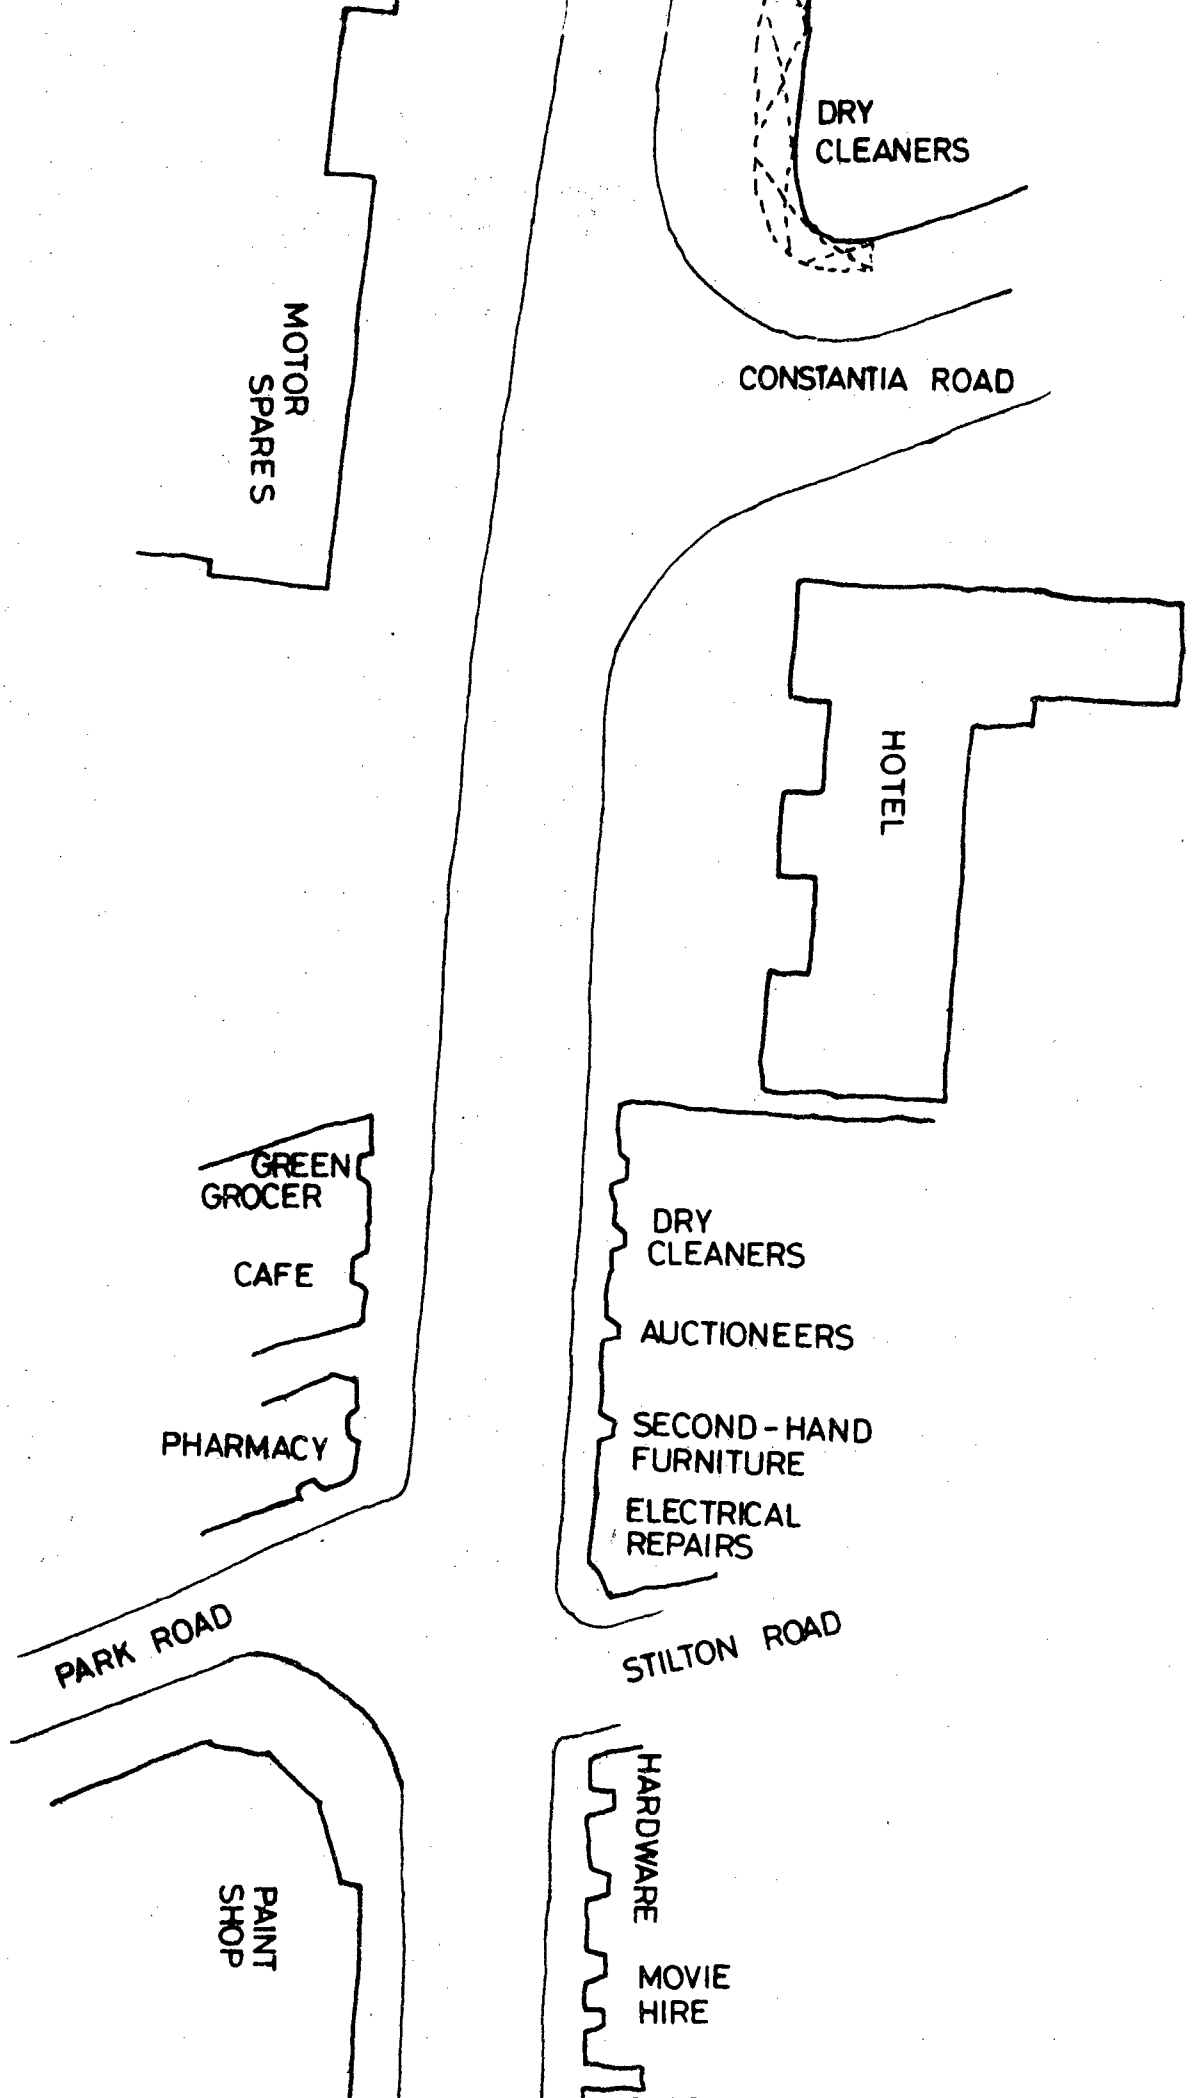 DRY
CLEANERS
MOTOR
SPARES
CONSTANTIA ROAD
HOTEL
GREEN
GROCER
CAFE
DRY
CLEANERS
AUCTIONEERS
PHARMACY
SECOND-HAND
FURNITURE
ELECTRICAL
REPAIRS
PARK ROAD
STILTON ROAD
HARDWARE
PAINT
SHOP
MOVIE
HIRE